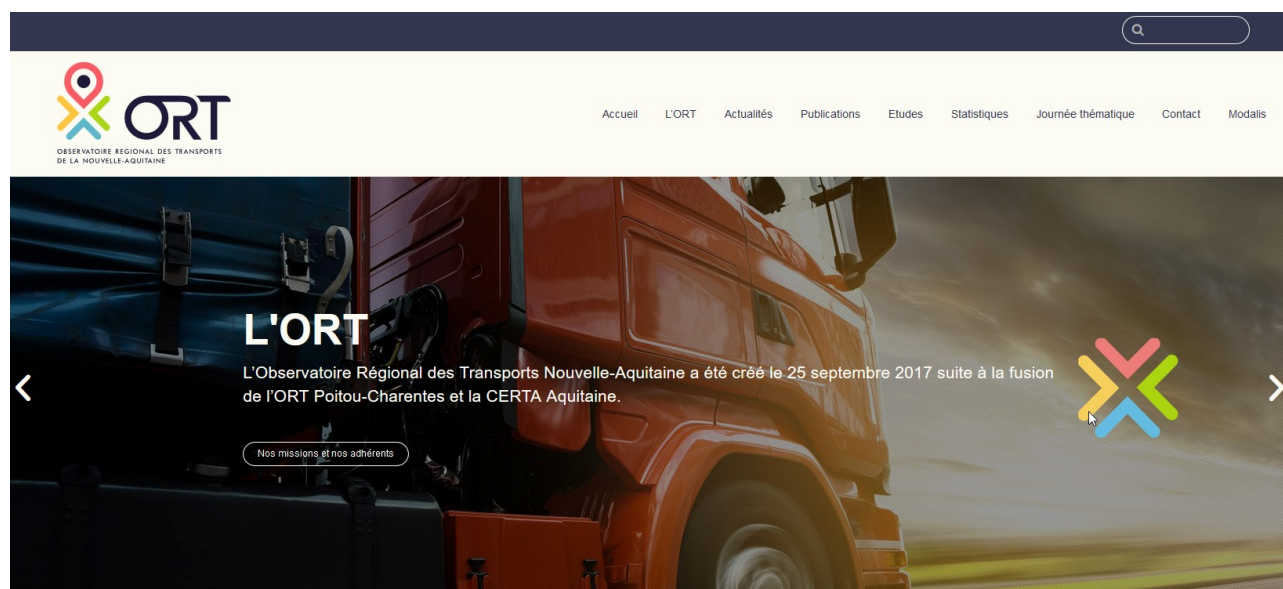 ORT
OBSERVATOIRE REGIONAL DES TRANSPORTS
DE LA NOUVELLE-AQUITAINE
Accueil L'ORT Actualités Publications Etudes Statistiques Journée thématique Contact Modalis
L'ORT
L'Observatoire Régional des Transports Nouvelle-Aquitaine a été créé le 25 septembre 2017 suite à la fusion
de l'ORT Poitou-Charentes et la CERTA Aquitaine.
Nos missions et nos adhérents